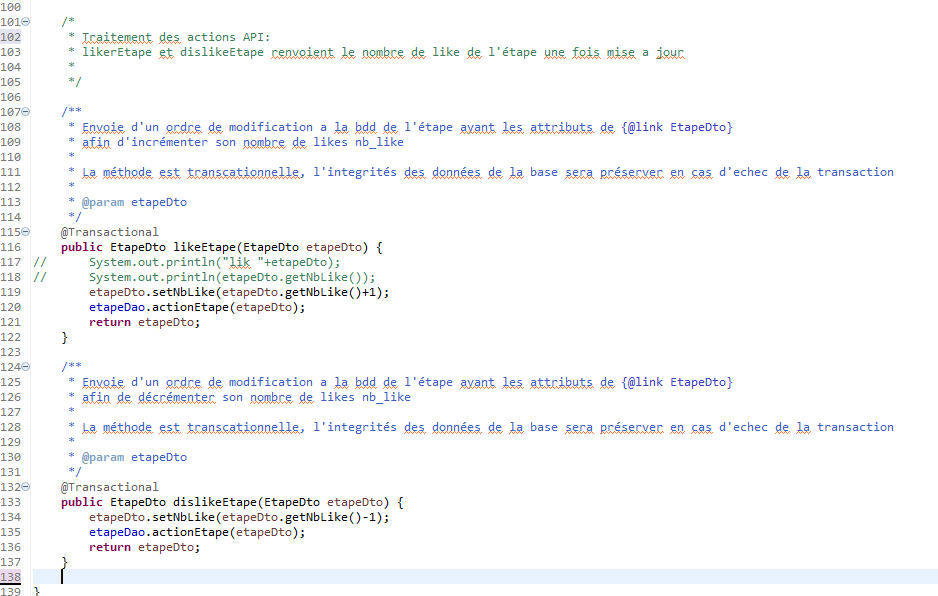 100
101 /*
102 * Traitement des actions API:
103 * likerEtape et dislikeEtape renvoient le nombre de like de l'étape une fois mise a jour
104 *
105 */
106
107 /**
108 * Envoie d'un ordre de modification a la bdd de l'étape ayant les attributs de {@link EtapeDto}
109 * afin d'incrémenter son nombre de likes nb_like
110 *
111 * La méthode est transcationnelle, l'integrités des données de la base sera préserver en cas d'echec de la transaction
112 *
113 * @param etapeDto
114 */
115 @Transactional
116 public EtapeDto likeEtape(EtapeDto etapeDto) {
117 // System.out.println("lik "+etapeDto);
118 // System.out.println(etapeDto.getNbLike());
119 etapeDto.setNbLike(etapeDto.getNbLike()+1);
120 etapeDao.actionEtape(etapeDto);
121 return etapeDto;
122 }
123
124 /**
125 * Envoie d'un ordre de modification a la bdd de l'étape ayant les attributs de {@link EtapeDto}
126 * afin de décrémenter son nombre de likes nb_like
127 *
128 * La méthode est transcationnelle, l'integrités des données de la base sera préserver en cas d'echec de la transaction
129 *
130 * @param etapeDto
131 */
132 @Transactional
133 public EtapeDto dislikeEtape(EtapeDto etapeDto) {
134 etapeDto.setNbLike(etapeDto.getNbLike()-1);
135 etapeDao.actionEtape(etapeDto);
136 return etapeDto;
137 }
138
139 }